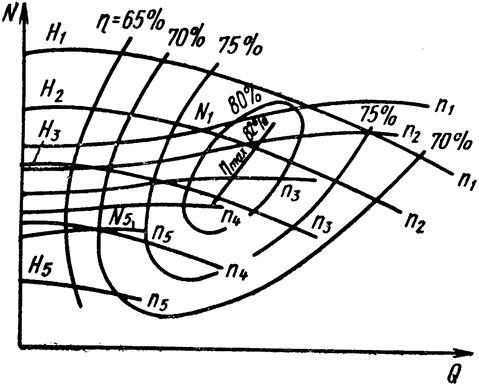 N
H₁
η=65%
70%
75%
H₂
N₁
80%
82%
ηmax
75%
n₁
n₂
70%
H₃
n₃
n₁
n₄
n₃
n₂
N₅
n₅
n₄
H₅
n₅
Q